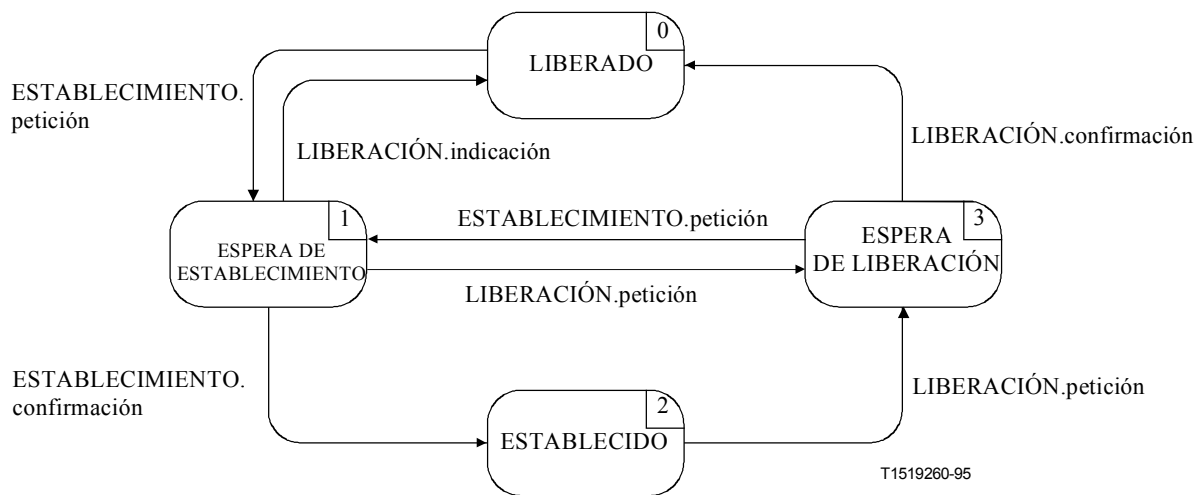 0
LIBERADO
ESTABLECIMIENTO.
petición
LIBERACIÓN.indicación
LIBERACIÓN.confirmación
1
ESPERA DE
ESTABLECIMIENTO
ESTABLECIMIENTO.petición
LIBERACIÓN.petición
3
ESPERA
DE LIBERACIÓN
ESTABLECIMIENTO.
confirmación
2
ESTABLECIDO
LIBERACIÓN.petición
T1519260-95